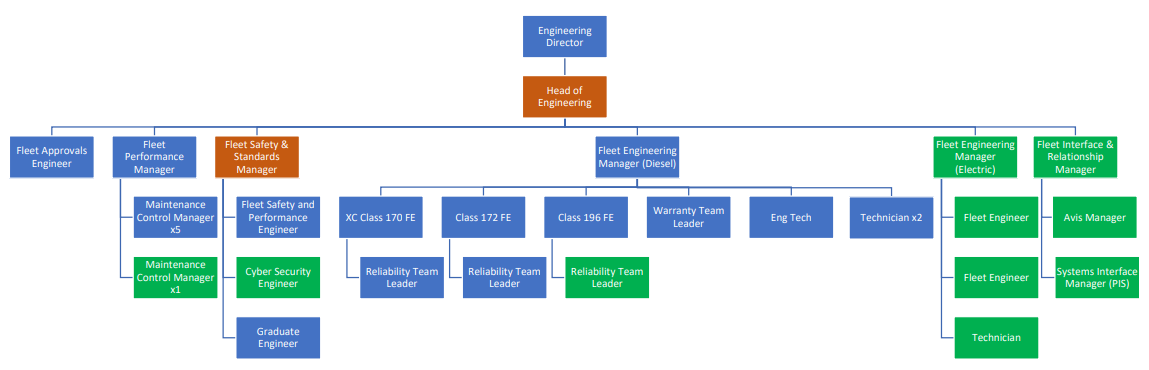 Engineering
Director
Head of
Engineering
Fleet Approvals
Engineer
Fleet
Performance
Manager
Fleet Safety &
Standards
Manager
Fleet Engineering
Manager (Diesel)
Fleet Engineering
Manager
(Electric)
Fleet Interface &
Relationship
Manager
Maintenance
Control Manager
x5
Fleet Safety and
Performance
Engineer
XC Class 170 FE
Class 172 FE
Class 196 FE
Warranty Team
Leader
Eng Tech
Technician x2
Fleet Engineer
Avis Manager
Maintenance
Control Manager
x1
Cyber Security
Engineer
Reliability Team
Leader
Reliability Team
Leader
Reliability Team
Leader
Fleet Engineer
Systems Interface
Manager (PIS)
Graduate
Engineer
Technician